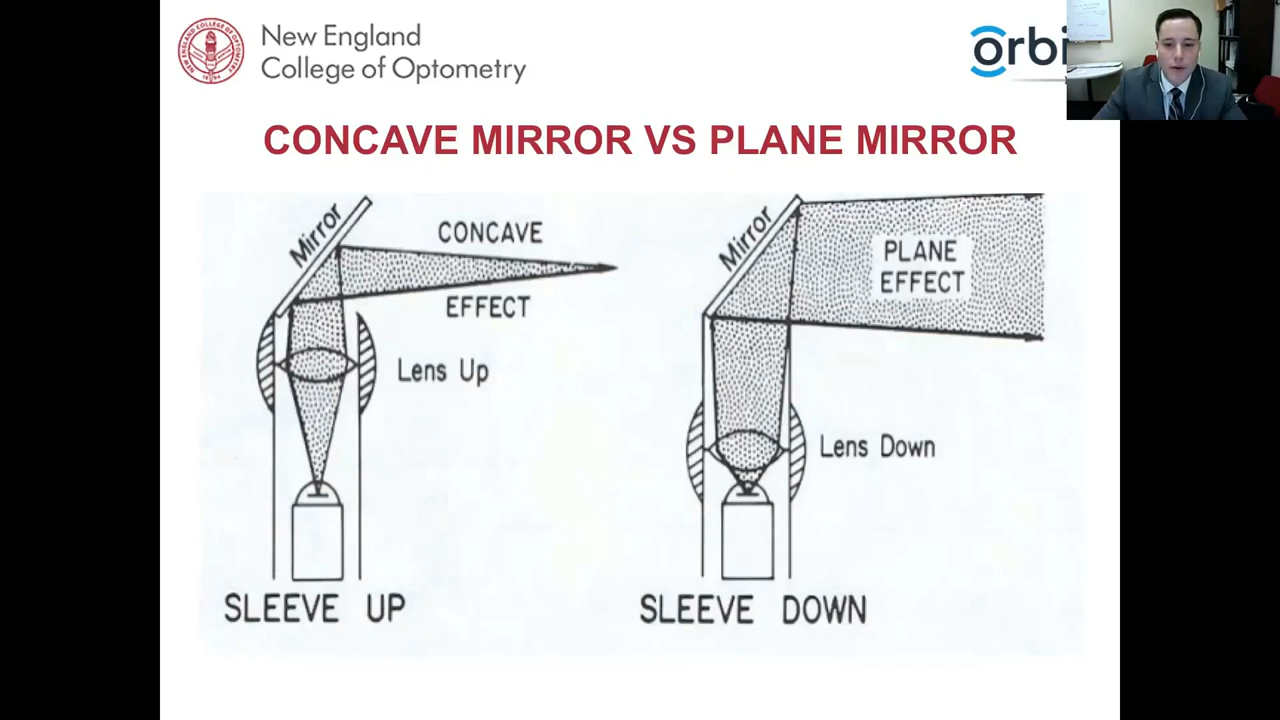 New England
College of Optometry
CONCAVE MIRROR VS PLANE MIRROR
Mirror
CONCAVE
EFFECT
Lens Up
SLEEVE UP
Mirror
PLANE
EFFECT
Lens Down
SLEEVE DOWN